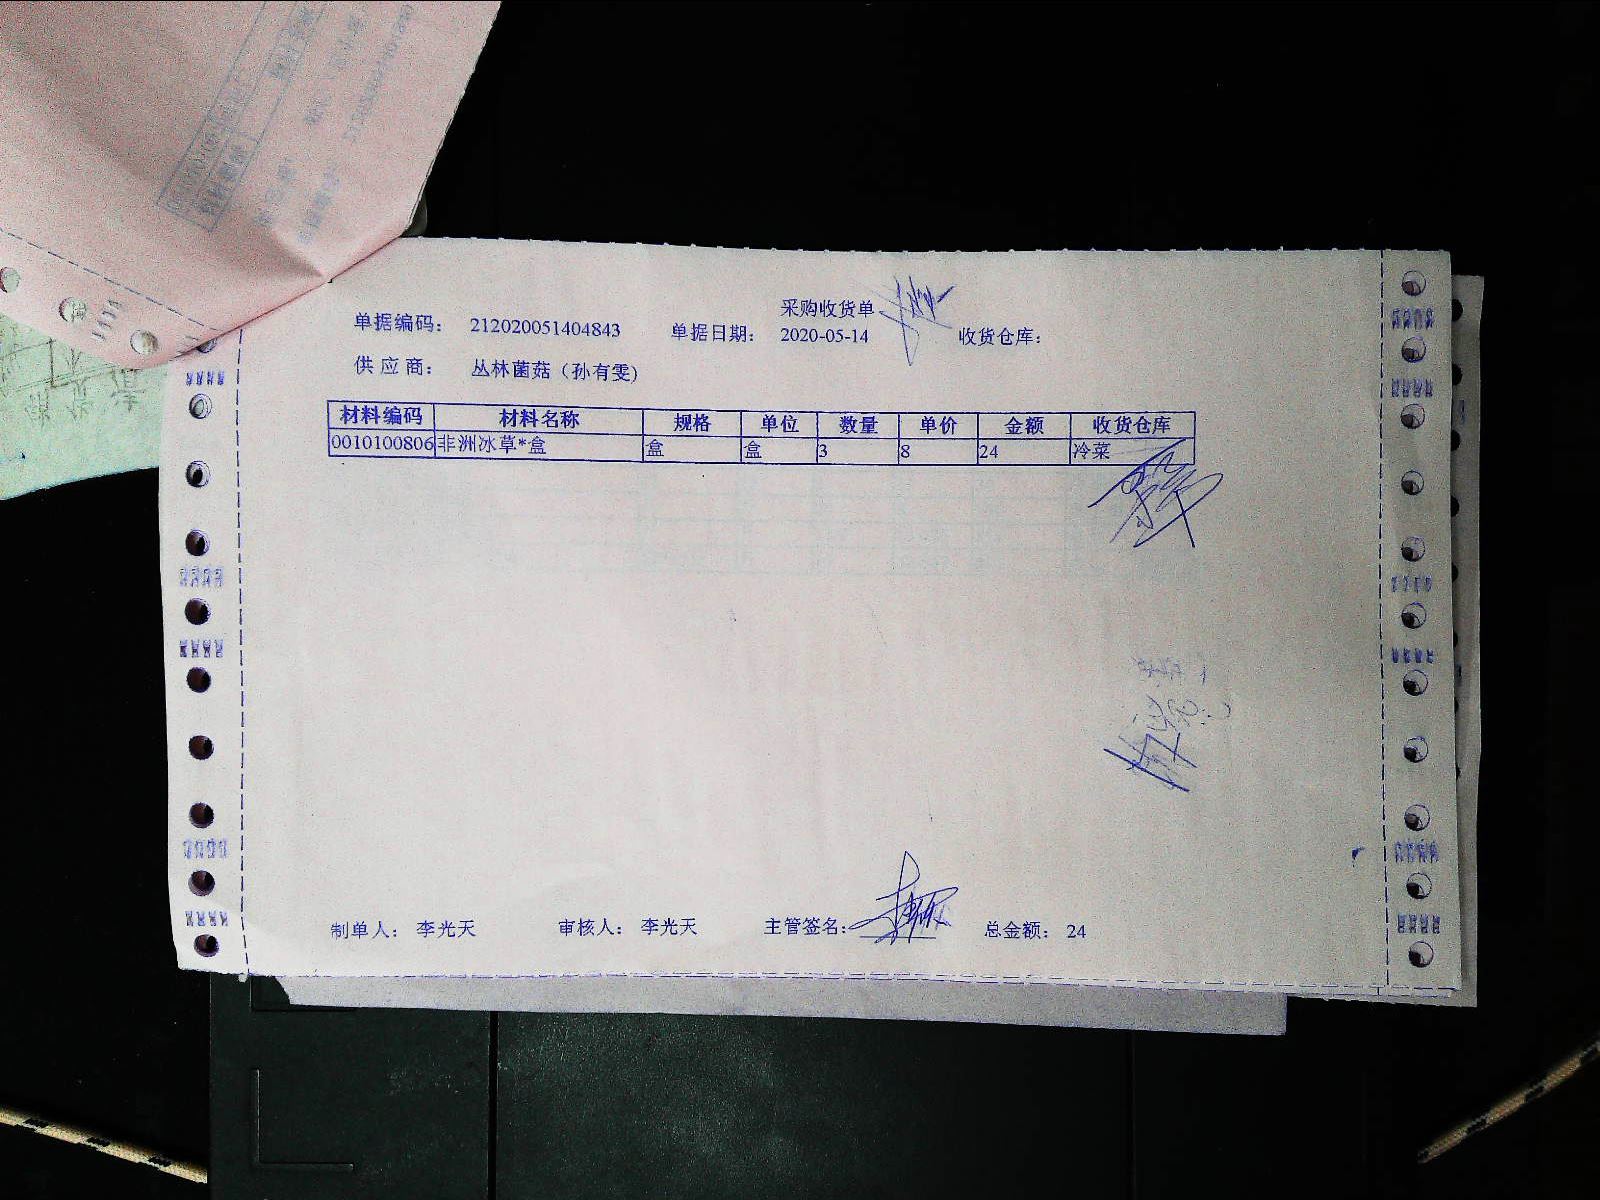 采购收货单
单据编码： 212020051404843 单据日期： 2020-05-14 收货仓库：
供应商： 丛林菌菇（孙有雯）
材料编码 材料名称 规格 单位 数量 单价 金额 收货仓库
0010100806 非洲冰草*盒 盒 盒 3 8 24 冷菜
制单人： 李光天 审核人： 李光天 主管签名： 总金额： 24